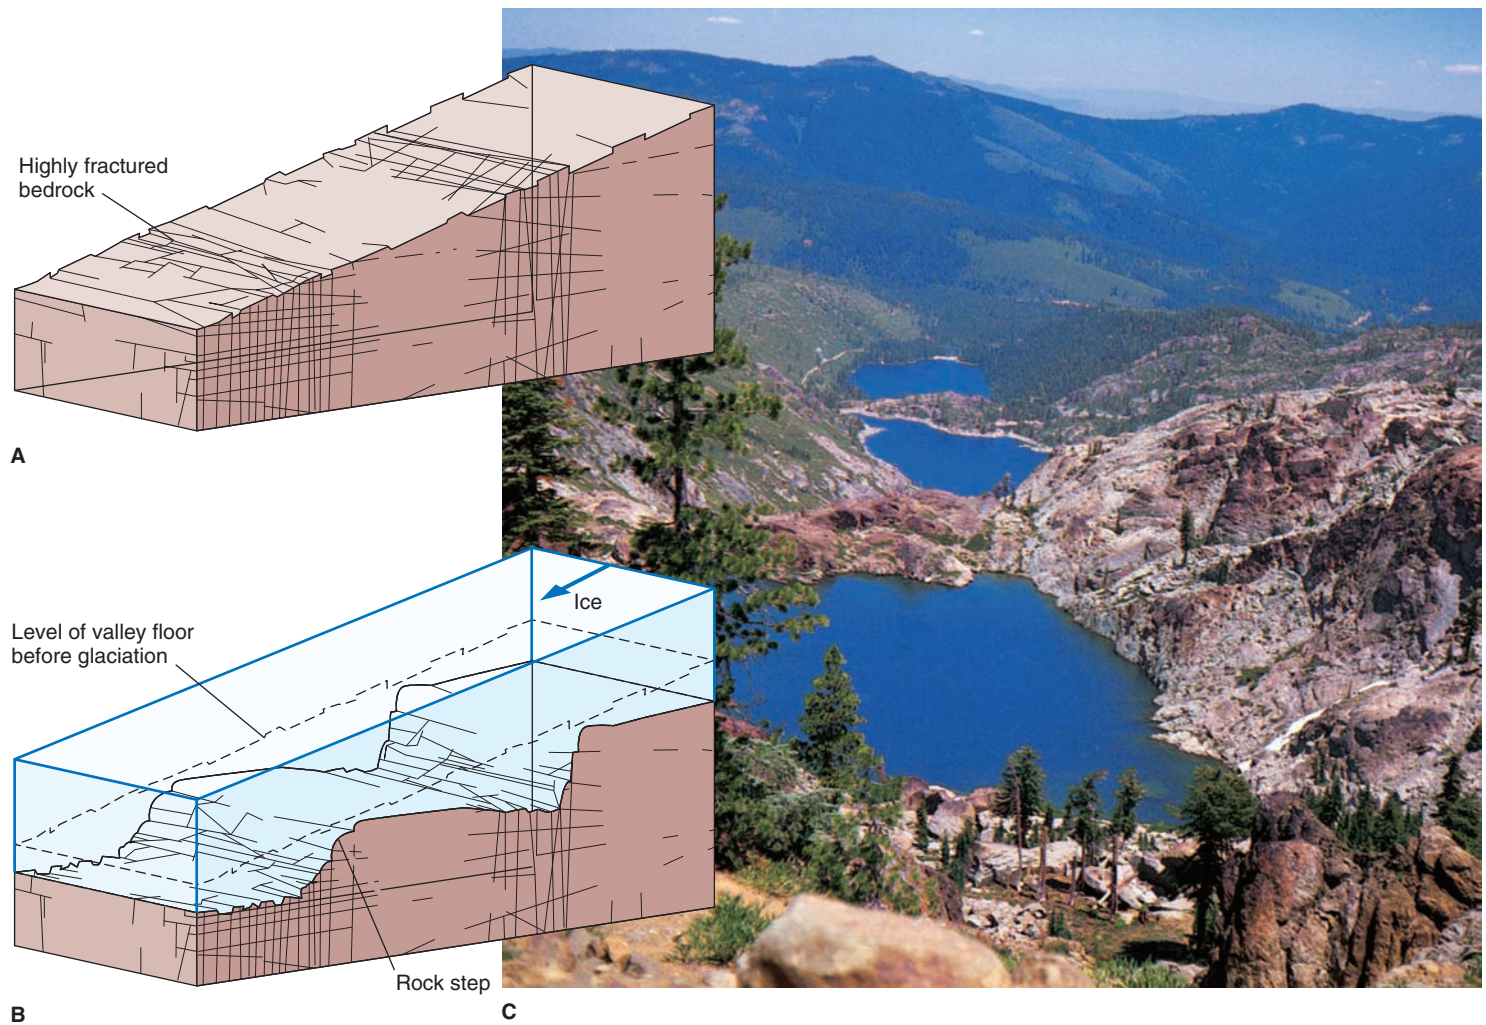 Highly fractured
bedrock
A
Ice
Level of valley floor
before glaciation
Rock step
B
C